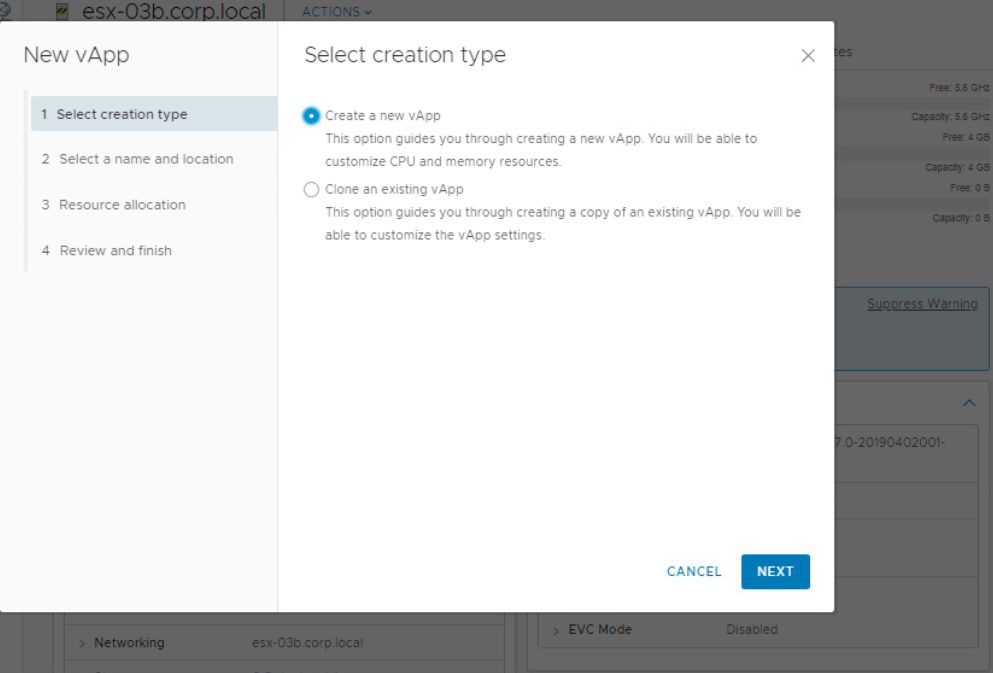 esx-03b.corp.local
ACTIONS
New vApp
1 Select creation type
2 Select a name and location
3 Resource allocation
4 Review and finish
Select creation type
Create a new vApp
This option guides you through creating a new vApp. You will be able to
customize CPU and memory resources.
Clone an existing vApp
This option guides you through creating a copy of an existing vApp. You will be
able to customize the vApp settings.
CANCEL
NEXT
Free: 5.6 GHz
Capacity: 5.6 GHz
Free: 4 GB
Capacity: 4 GB
Free: 0 B
Capacity: 0 B
Suppress Warning
7.0-20190402001-
Networking esx-03b.corp.local
EVC Mode Disabled